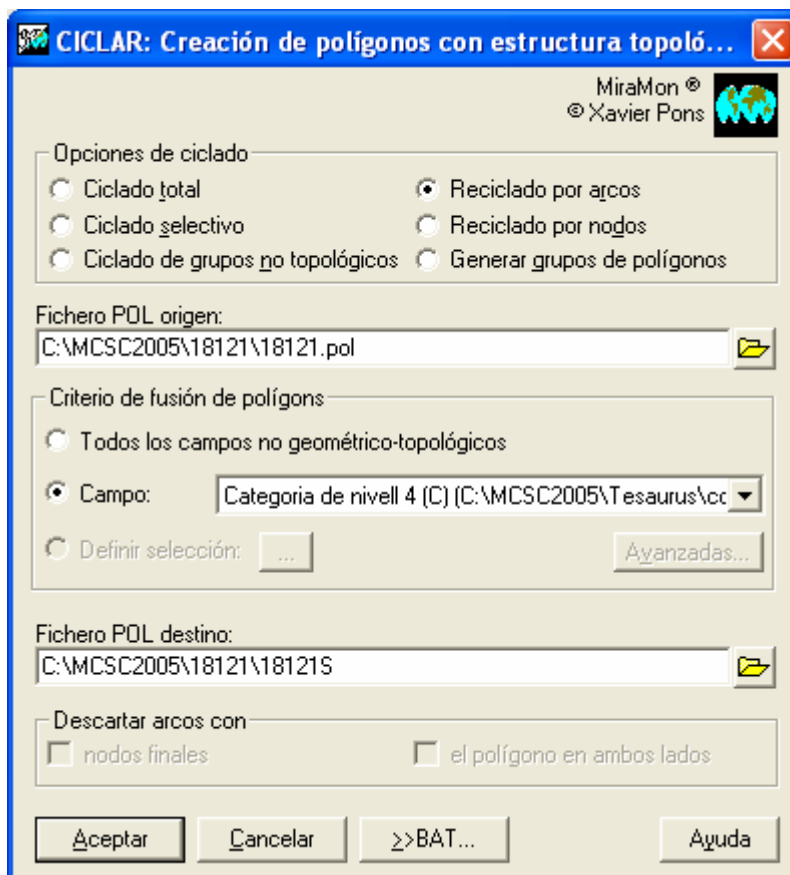 CICLAR: Creación de polígonos con estructura topoló...
MiraMon ®
© Xavier Pons
Opciones de ciclado
Ciclado total
Reciclado por arcos
Ciclado selectivo
Reciclado por nodos
Ciclado de grupos no topológicos
Generar grupos de polígonos
Fichero POL origen:
C:\MCSC2005\18121\18121.pol
Criterio de fusión de polígons
Todos los campos no geométrico-topológicos
Campo:
Categoria de nivell 4 (C) (C:\MCSC2005\Tesaurus\cc
Definir selección:
...
Avanzadas...
Fichero POL destino:
C:\MCSC2005\18121\18121S
Descartar arcos con
nodos finales
el polígono en ambos lados
Aceptar
Cancelar
>>BAT...
Ayuda